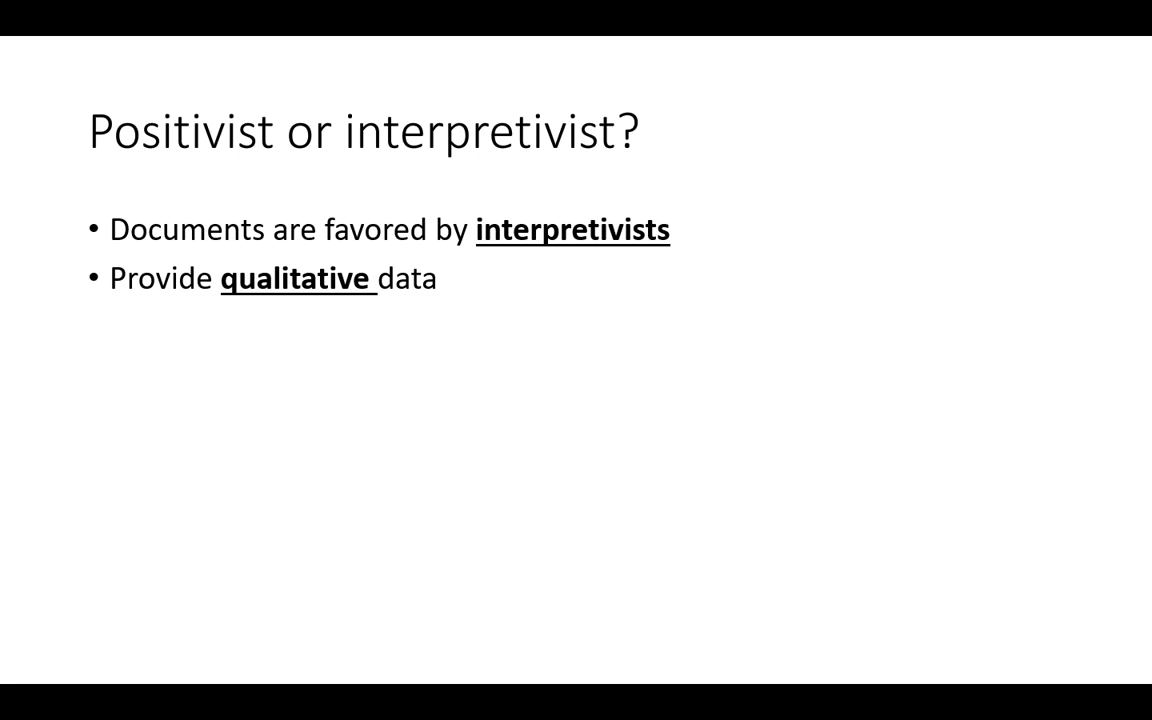 Positivist or interpretivist?
• Documents are favored by interpretivists
• Provide qualitative data